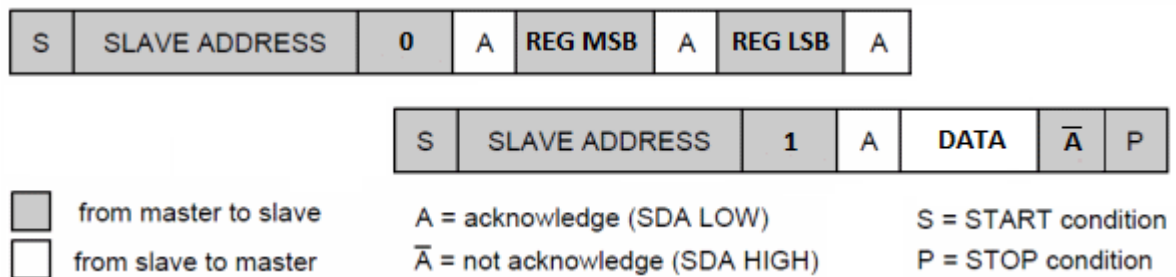 S SLAVE ADDRESS 0 A REG MSB A REG LSB A
S SLAVE ADDRESS 1 A DATA A̅ P
from master to slave A = acknowledge (SDA LOW) S = START condition
from slave to master A̅ = not acknowledge (SDA HIGH) P = STOP condition